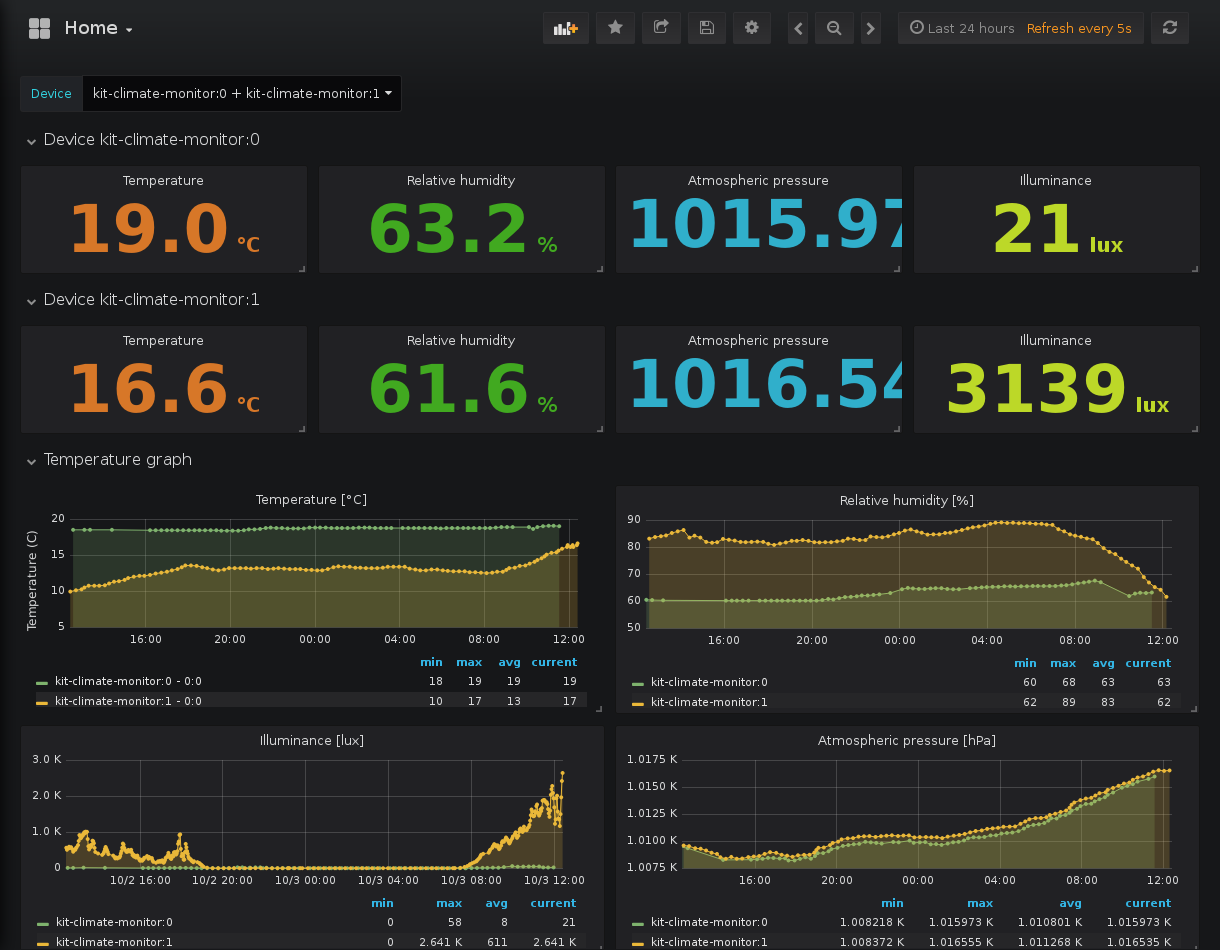 Home
Last 24 hours Refresh every 5s
Device kit-climate-monitor:0 + kit-climate-monitor:1
Device kit-climate-monitor:0
Temperature Relative humidity Atmospheric pressure Illuminance
19.0 °C 63.2 % 1015.97 21 lux
Device kit-climate-monitor:1
Temperature Relative humidity Atmospheric pressure Illuminance
16.6 °C 61.6 % 1016.54 3139 lux
Temperature graph
Temperature [°C]
Temperature (C)
20
15
10
5
16:00 20:00 00:00 04:00 08:00 12:00
min max avg current
kit-climate-monitor:0 - 0:0 18 19 19 19
kit-climate-monitor:1 - 0:0 10 17 13 17
Relative humidity [%]
90
80
70
60
50
16:00 20:00 00:00 04:00 08:00 12:00
min max avg current
kit-climate-monitor:0 60 68 63 63
kit-climate-monitor:1 62 89 83 62
Illuminance [lux]
3.0 K
2.0 K
1.0 K
0
10/2 16:00 10/2 20:00 10/3 00:00 10/3 04:00 10/3 08:00 10/3 12:00
min max avg current
kit-climate-monitor:0 0 58 8 21
kit-climate-monitor:1 0 2.641 K 611 2.641 K
Atmospheric pressure [hPa]
1.0175 K
1.0150 K
1.0125 K
1.0100 K
1.0075 K
16:00 20:00 00:00 04:00 08:00 12:00
min max avg current
kit-climate-monitor:0 1.008218 K 1.015973 K 1.010801 K 1.015973 K
kit-climate-monitor:1 1.008372 K 1.016555 K 1.011268 K 1.016535 K